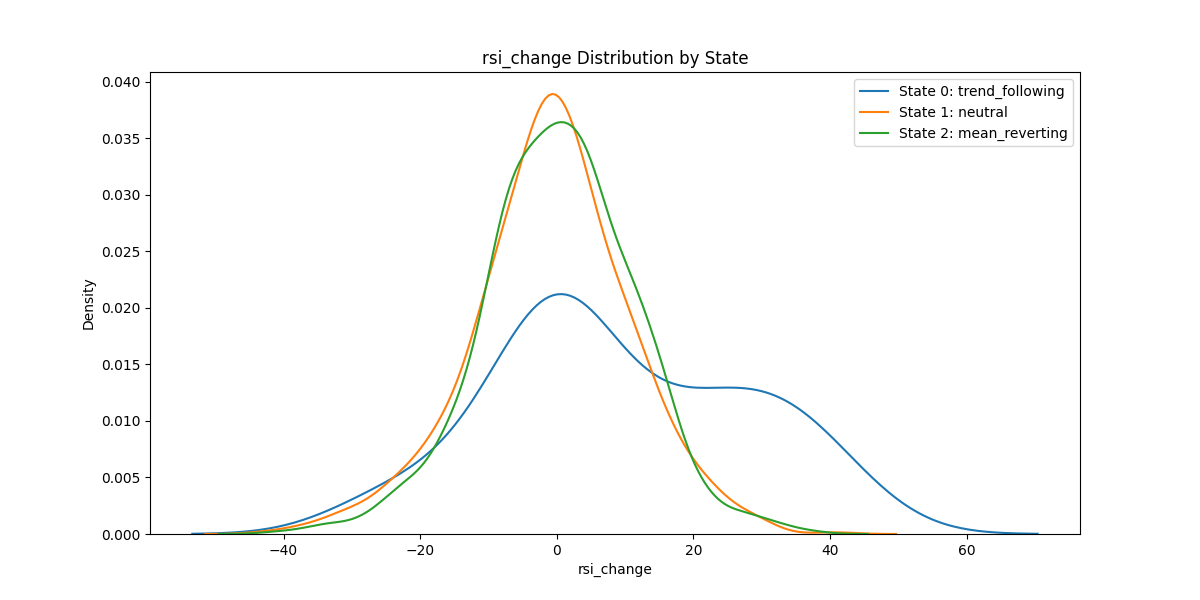 rsi_change Distribution by State
State 0: trend_following
State 1: neutral
State 2: mean_reverting
Density
0.040
0.035
0.030
0.025
0.020
0.015
0.010
0.005
0.000
−40 −20 0 20 40 60
rsi_change